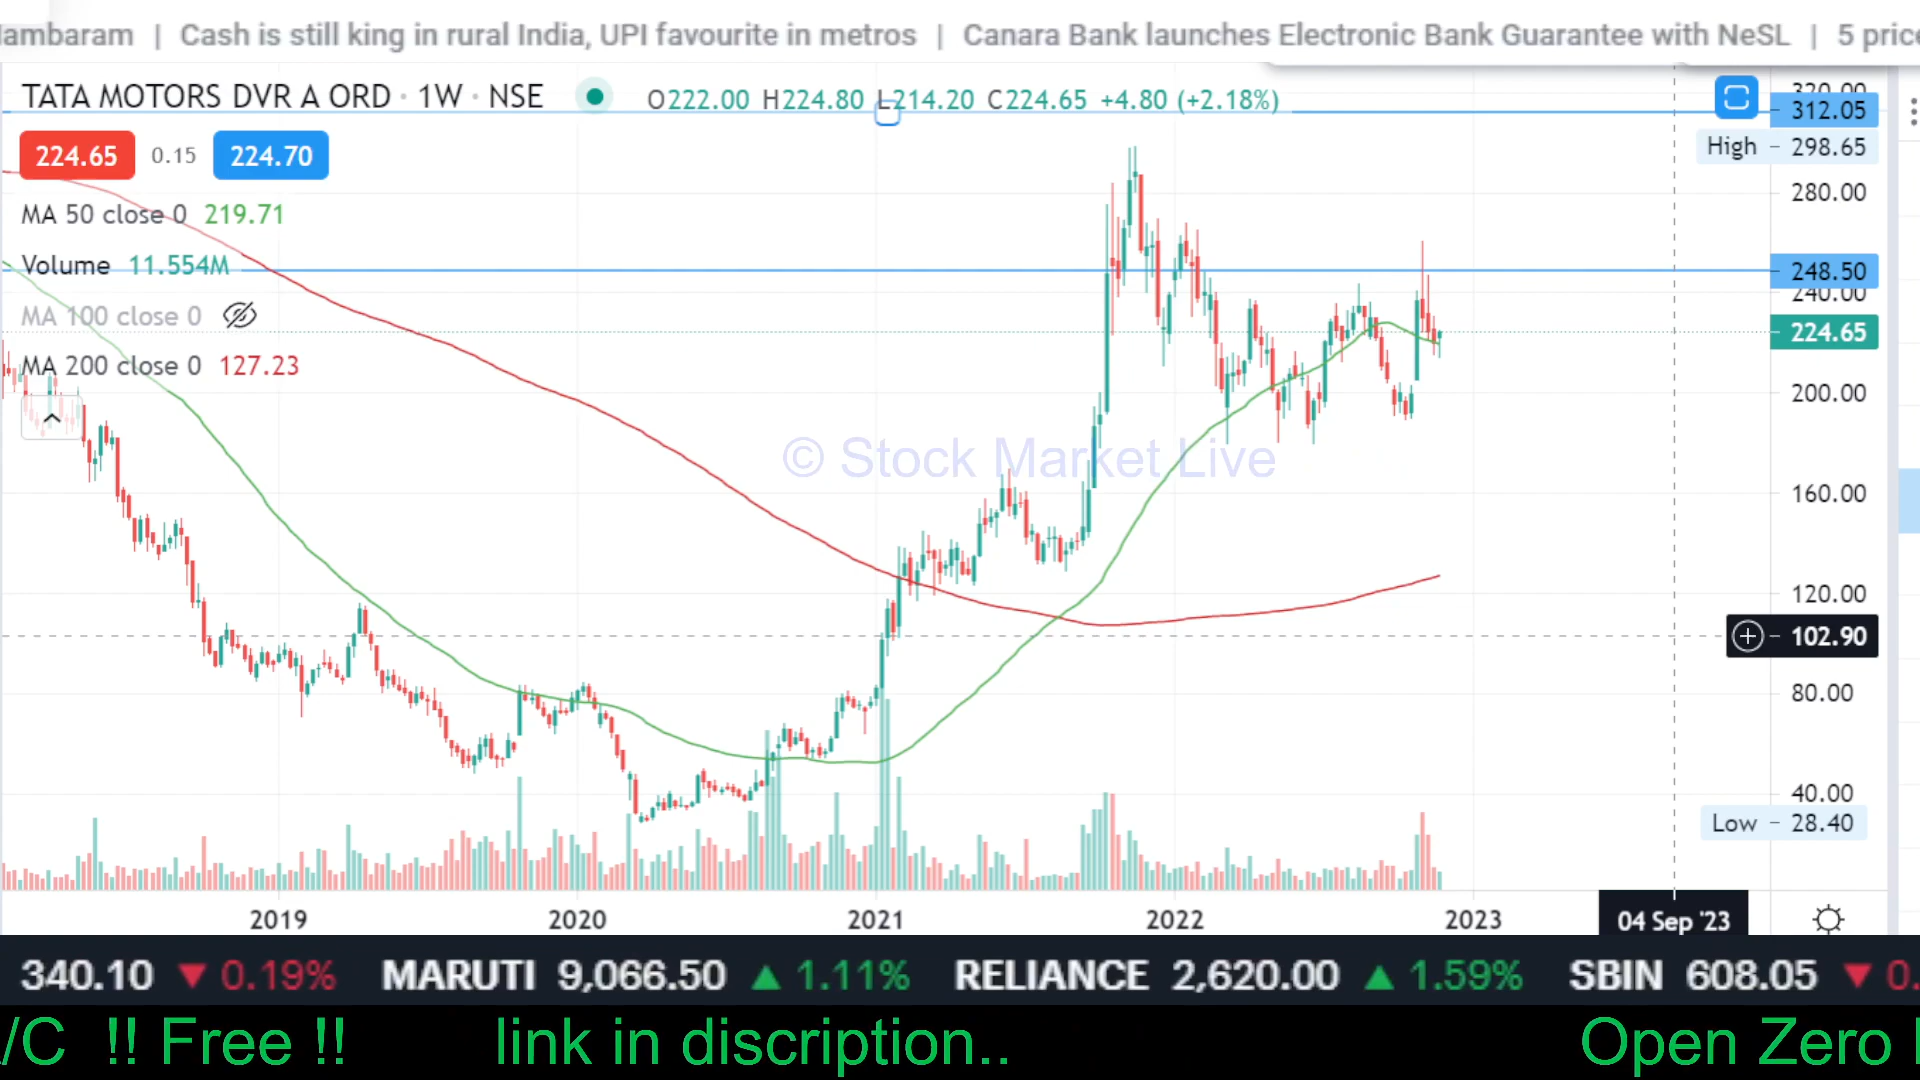 Cash is still king in rural India, UPI favourite in metros | Canara Bank launches Electronic Bank Guarantee with NeSL | 5
TATA MOTORS DVR A ORD · 1W · NSE O222.00 H224.80 L214.20 C224.65 +4.80 (+2.18%)
224.65 0.15 224.70
MA 50 close 0 219.71
Volume 11.554M
MA 100 close 0
MA 200 close 0 127.23
© Stock Market Live
320.00
312.05
High 298.65
280.00
248.50
240.00
224.65
200.00
160.00
120.00
102.90
80.00
40.00
Low 28.40
2019 2020 2021 2022 2023 04 Sep '23
340.10 ▼ 0.19% MARUTI 9,066.50 ▲ 1.11% RELIANCE 2,620.00 ▲ 1.59% SBIN 608.05 ▼ 0.
/C !! Free !! link in discription.. Open Zero